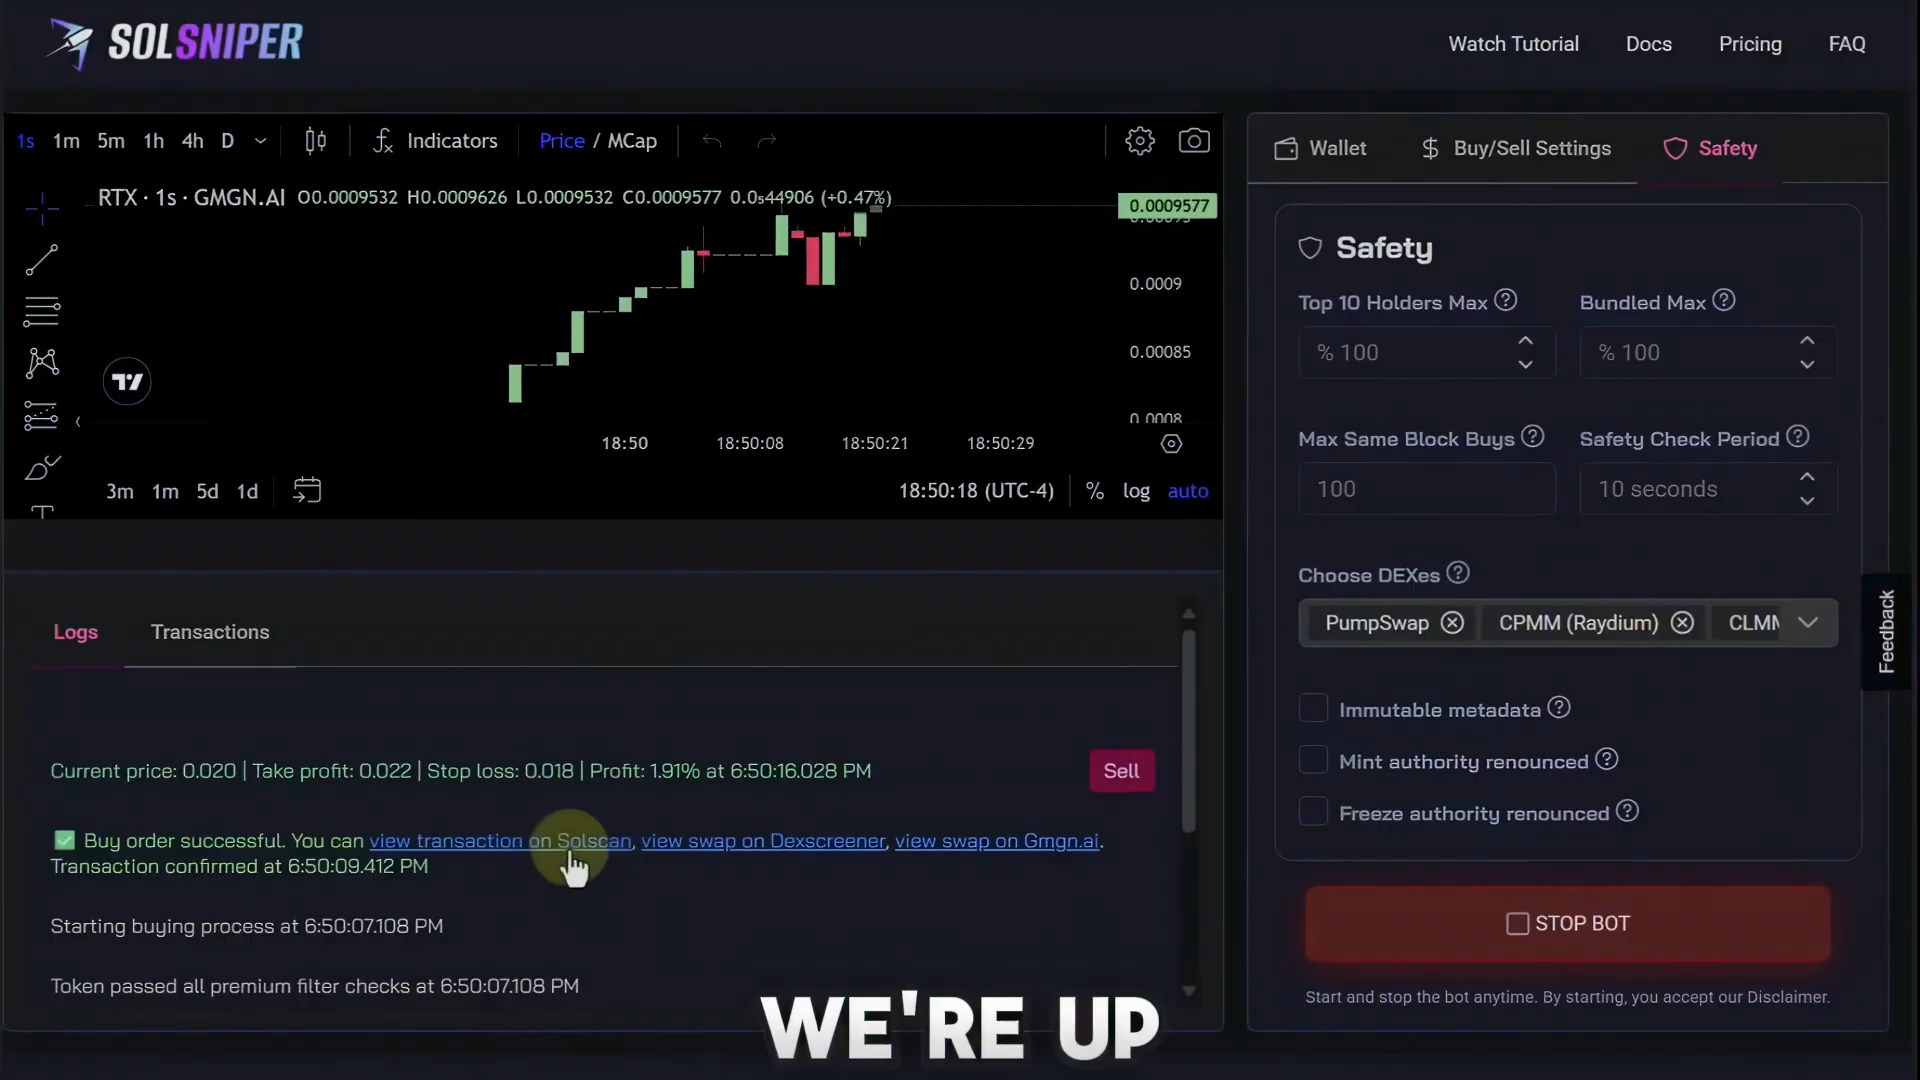 SOLSNIPER
Watch Tutorial Docs Pricing FAQ
1s 1m 5m 1h 4h D Indicators Price / MCap
RTX · 1s · GMGN.AI O0.0009532 H0.0009626 L0.0009532 C0.0009577 0.0₅44906 (+0.47%)
0.0009577
0.0009
0.00085
0.0008
18:50 18:50:08 18:50:21 18:50:29
3m 1m 5d 1d 18:50:18 (UTC-4) % log auto
Logs Transactions
Current price: 0.020 | Take profit: 0.022 | Stop loss: 0.018 | Profit: 1.91% at 6:50:16.028 PM
Sell
Buy order successful. You can view transaction on Solscan, view swap on Dexscreener, view swap on Gmgn.ai.
Transaction confirmed at 6:50:09.412 PM
Starting buying process at 6:50:07.108 PM
Token passed all premium filter checks at 6:50:07.108 PM
Wallet Buy/Sell Settings Safety
Safety
Top 10 Holders Max Bundled Max
% 100 % 100
Max Same Block Buys Safety Check Period
100 10 seconds
Choose DEXes
PumpSwap CPMM (Raydium) CLMM
Immutable metadata
Mint authority renounced
Freeze authority renounced
STOP BOT
Start and stop the bot anytime. By starting, you accept our Disclaimer.
Feedback
WE'RE UP